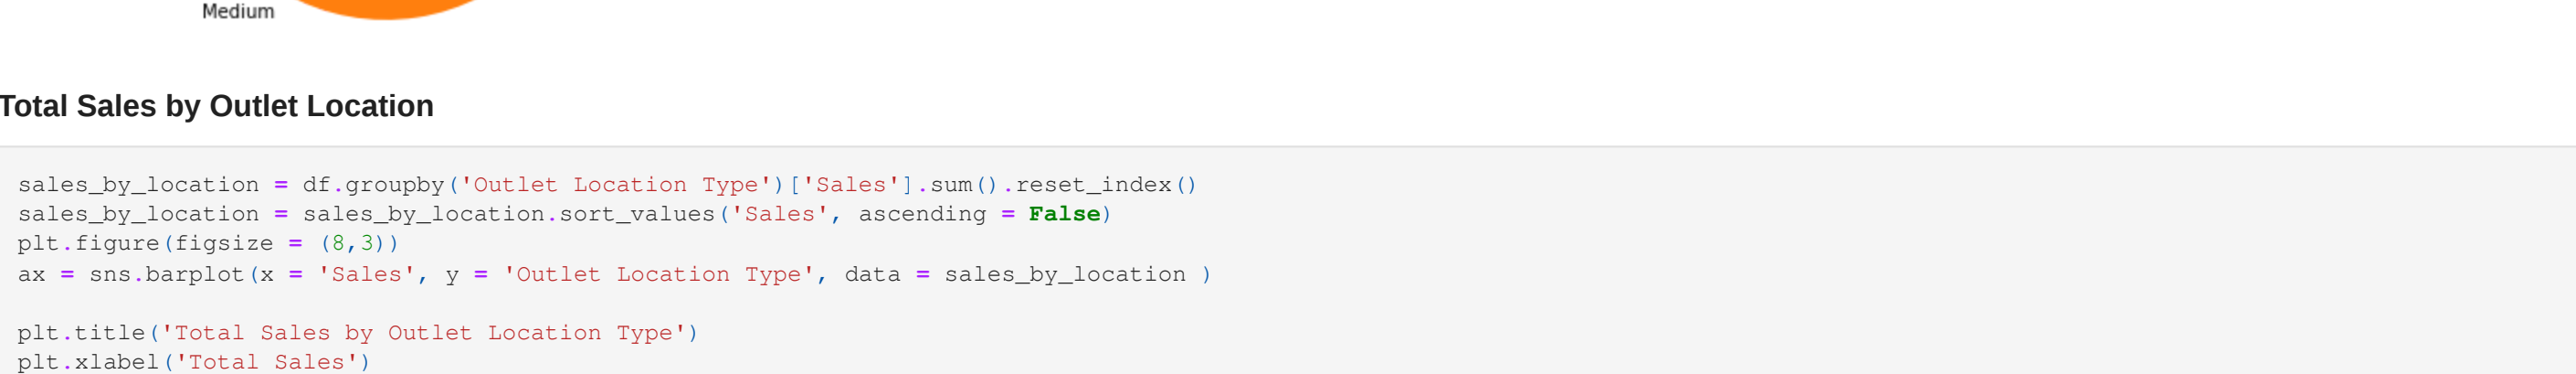 Medium
Total Sales by Outlet Location
sales_by_location = df.groupby('Outlet Location Type')['Sales'].sum().reset_index()
sales_by_location = sales_by_location.sort_values('Sales', ascending = False)
plt.figure(figsize = (8,3))
ax = sns.barplot(x = 'Sales', y = 'Outlet Location Type', data = sales_by_location )
plt.title('Total Sales by Outlet Location Type')
plt.xlabel('Total Sales')